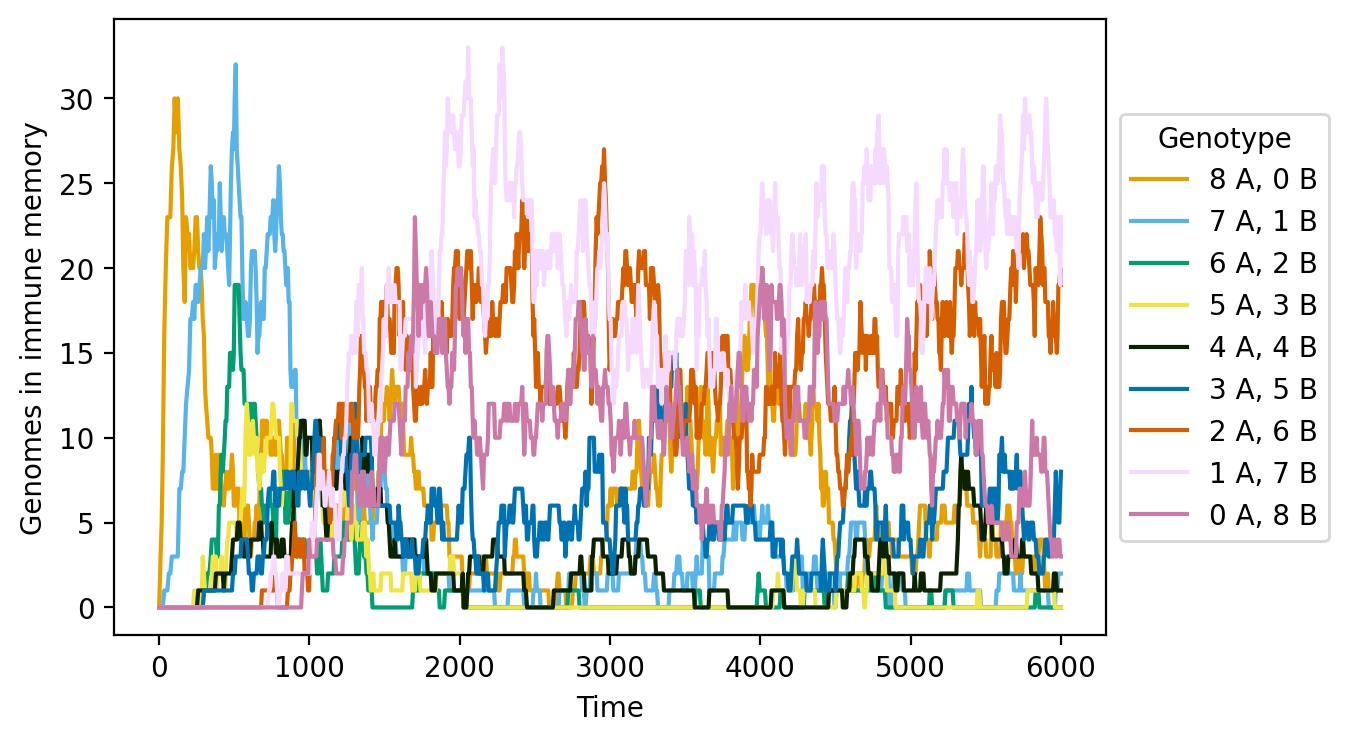 Genomes in immune memory
30
25
20
15
10
5
0
0 1000 2000 3000 4000 5000 6000
Time
Genotype
8 A, 0 B
7 A, 1 B
6 A, 2 B
5 A, 3 B
4 A, 4 B
3 A, 5 B
2 A, 6 B
1 A, 7 B
0 A, 8 B